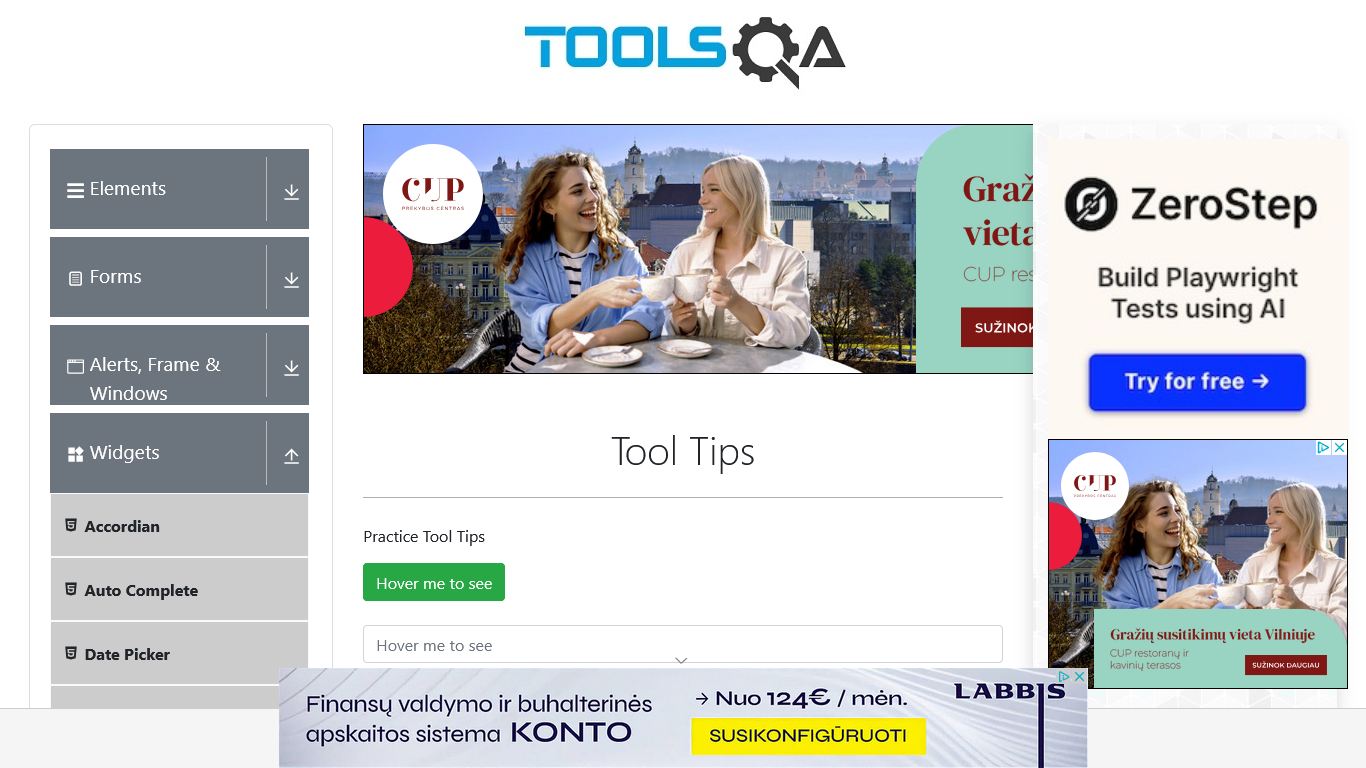 TOOLSQA
Elements
Forms
Alerts, Frame &
Windows
Widgets
Accordian
Auto Complete
Date Picker
CUP
PREKYBOS CENTRAS
CUP
SUŽINOK
Tool Tips
Practice Tool Tips
Hover me to see
Hover me to see
ZeroStep
Build Playwright
Tests using AI
Try for free →
CUP
PREKYBOS CENTRAS
Gražių susitikimų vieta Vilniuje
CUP restoranų ir
kavinių terasos
SUŽINOK DAUGIAU
Finansų valdymo ir buhalterinės
apskaitos sistema KONTO
→ Nuo 124€ / mėn.
SUSIKONFIGŪRUOTI
LABBIS